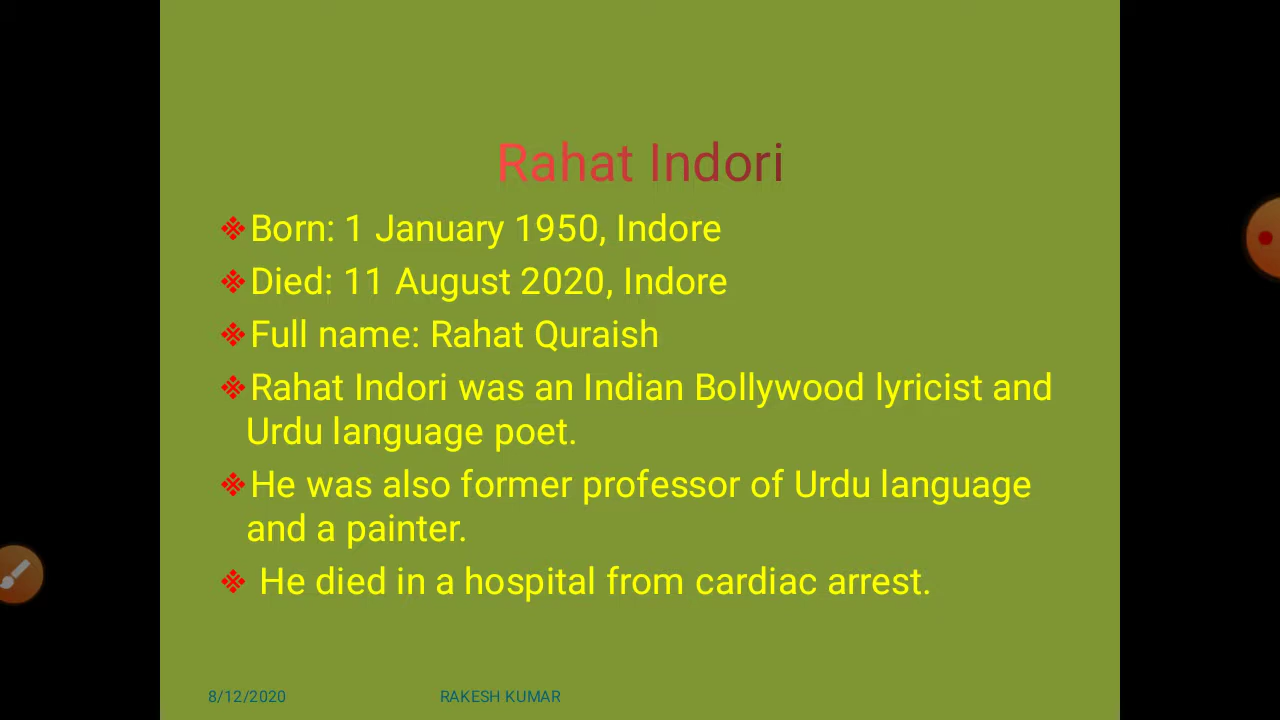 Rahat Indori
❖Born: 1 January 1950, Indore
❖Died: 11 August 2020, Indore
❖Full name: Rahat Quraish
❖Rahat Indori was an Indian Bollywood lyricist and
Urdu language poet.
❖He was also former professor of Urdu language
and a painter.
❖ He died in a hospital from cardiac arrest.
8/12/2020 RAKESH KUMAR